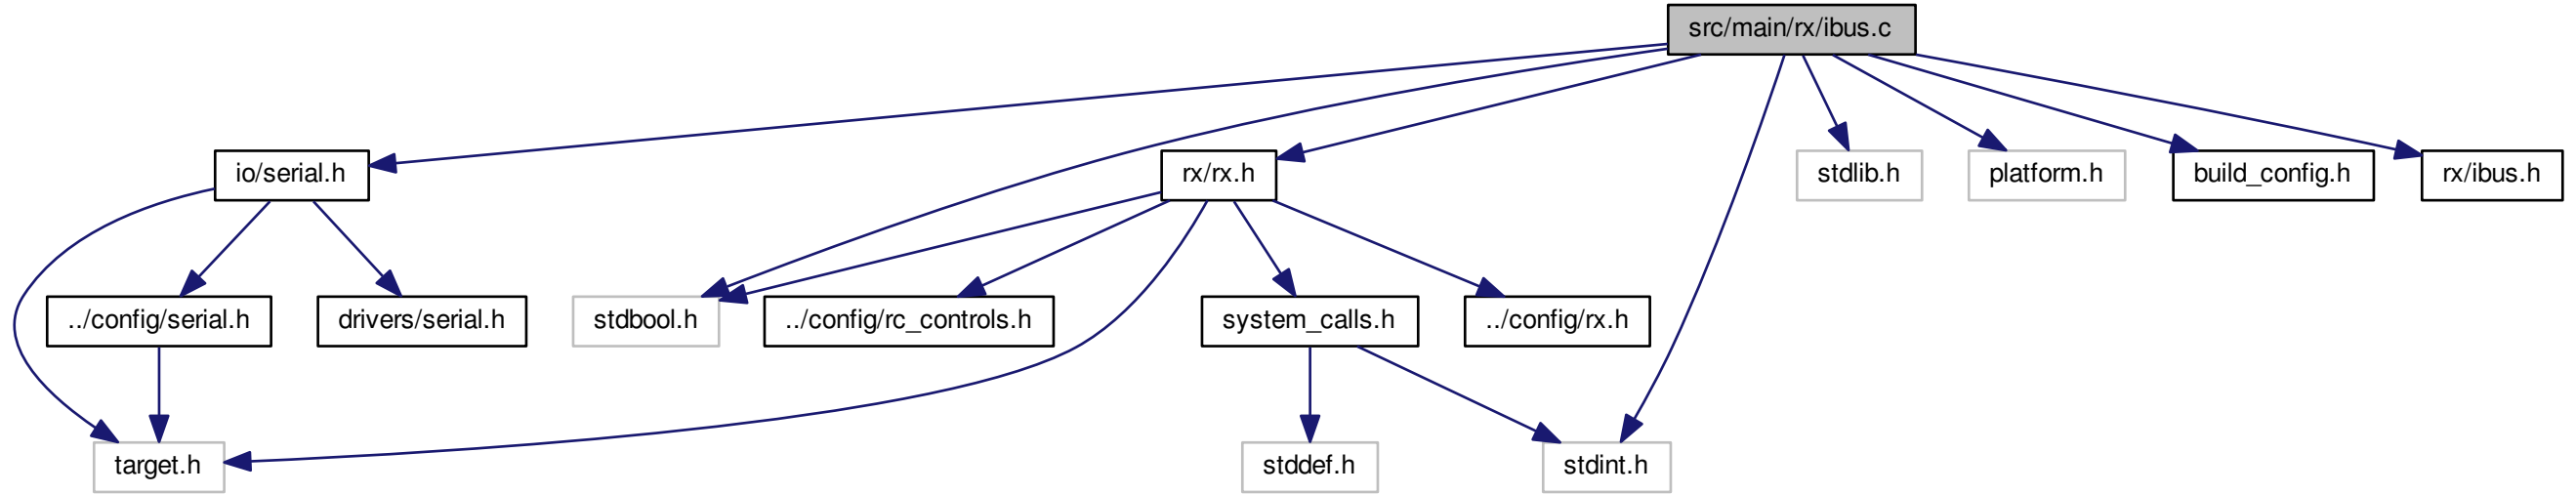 src/main/rx/ibus.c
io/serial.h
rx/rx.h
stdlib.h
platform.h
build_config.h
rx/ibus.h
../config/serial.h
drivers/serial.h
stdbool.h
../config/rc_controls.h
system_calls.h
../config/rx.h
target.h
stddef.h
stdint.h